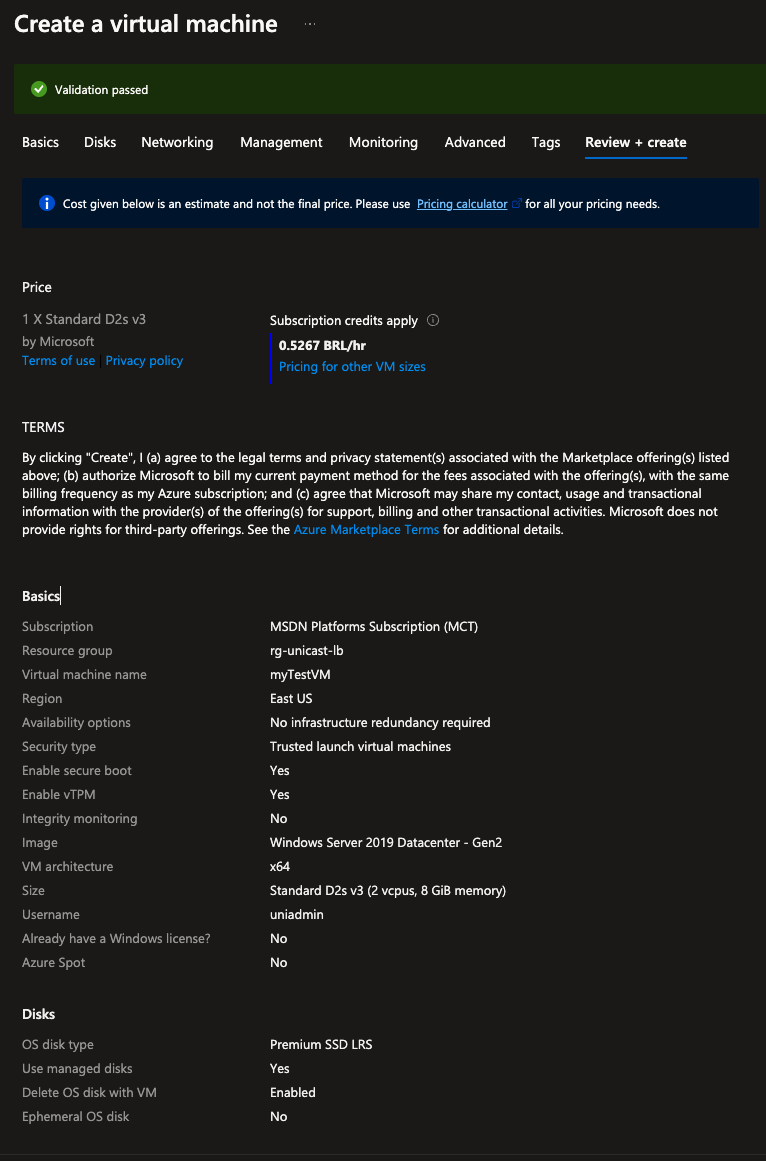 Create a virtual machine ...
Validation passed
Basics Disks Networking Management Monitoring Advanced Tags Review + create
Cost given below is an estimate and not the final price. Please use Pricing calculator for all your pricing needs.
Price
1 X Standard D2s v3
by Microsoft
Terms of use | Privacy policy
Subscription credits apply
0.5267 BRL/hr
Pricing for other VM sizes
TERMS
By clicking "Create", I (a) agree to the legal terms and privacy statement(s) associated with the Marketplace offering(s) listed
above; (b) authorize Microsoft to bill my current payment method for the fees associated with the offering(s), with the same
billing frequency as my Azure subscription; and (c) agree that Microsoft may share my contact, usage and transactional
information with the provider(s) of the offering(s) for support, billing and other transactional activities. Microsoft does not
provide rights for third-party offerings. See the Azure Marketplace Terms for additional details.
Basics
Subscription MSDN Platforms Subscription (MCT)
Resource group rg-unicast-lb
Virtual machine name myTestVM
Region East US
Availability options No infrastructure redundancy required
Security type Trusted launch virtual machines
Enable secure boot Yes
Enable vTPM Yes
Integrity monitoring No
Image Windows Server 2019 Datacenter - Gen2
VM architecture x64
Size Standard D2s v3 (2 vcpus, 8 GiB memory)
Username uniadmin
Already have a Windows license? No
Azure Spot No
Disks
OS disk type Premium SSD LRS
Use managed disks Yes
Delete OS disk with VM Enabled
Ephemeral OS disk No